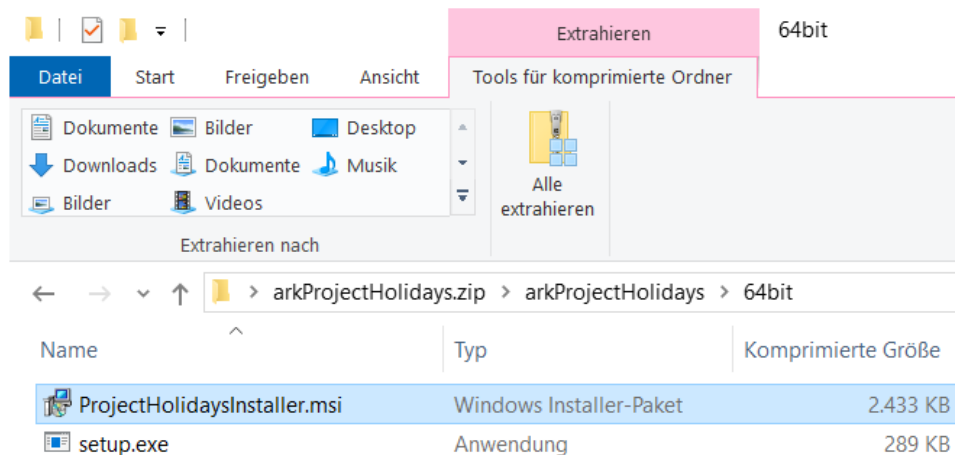 Extrahieren 64bit
Datei Start Freigeben Ansicht Tools für komprimierte Ordner
Dokumente Bilder Desktop
Downloads Dokumente Musik
Bilder Videos
Alle
extrahieren
Extrahieren nach
arkProjectHolidays.zip > arkProjectHolidays > 64bit
Name Typ Komprimierte Größe
ProjectHolidaysInstaller.msi Windows Installer-Paket 2.433 KB
setup.exe Anwendung 289 KB